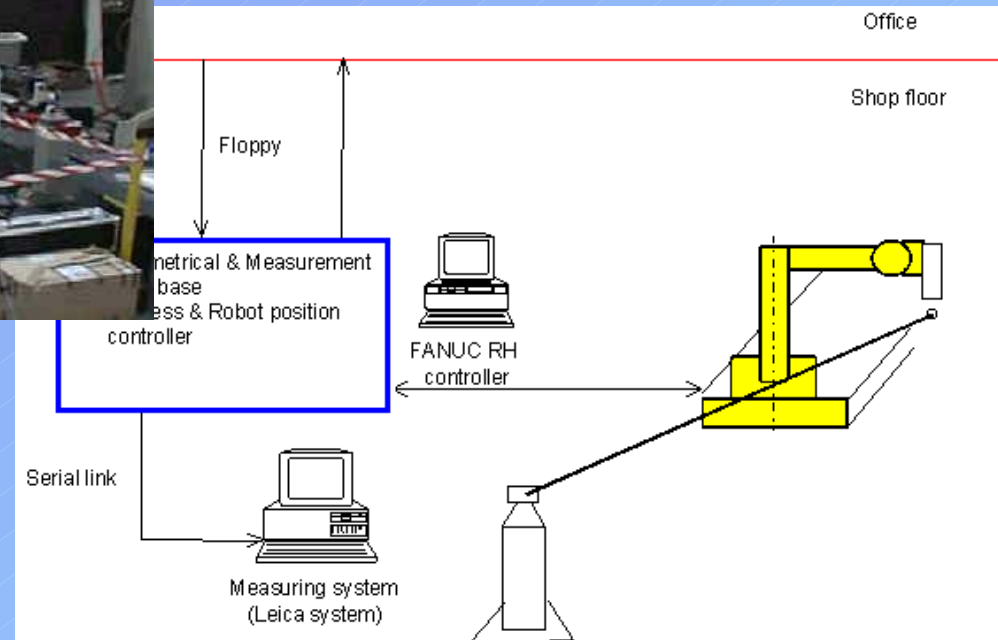 Office
Shop floor
Floppy
metrical & Measurement
base
ess & Robot position
controller
FANUC RH
controller
Serial link
Measuring system
(Leica system)